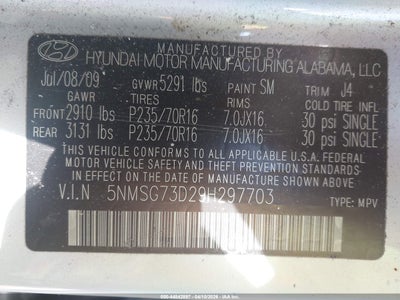 MANUFACTURED BY
HYUNDAI MOTOR MANUFACTURING ALABAMA, LLC
Jul/08/09 GVWR 5291 lbs PAINT SM TRIM J4
GAWR TIRES RIMS COLD TIRE INFL
FRONT 2910 lbs P235/70R16 7.0JX16 30 psi SINGLE
REAR 3131 lbs P235/70R16 7.0JX16 30 psi SINGLE
THIS VEHICLE CONFORMS TO ALL APPLICABLE FEDERAL
MOTOR VEHICLE SAFETY, BUMPER, AND THEFT PREVENTION STANDARDS
IN EFFECT ON THE DATE OF MANUFACTURE SHOWN ABOVE.
V.I.N 5NMSG73D29H297703
TYPE: MPV